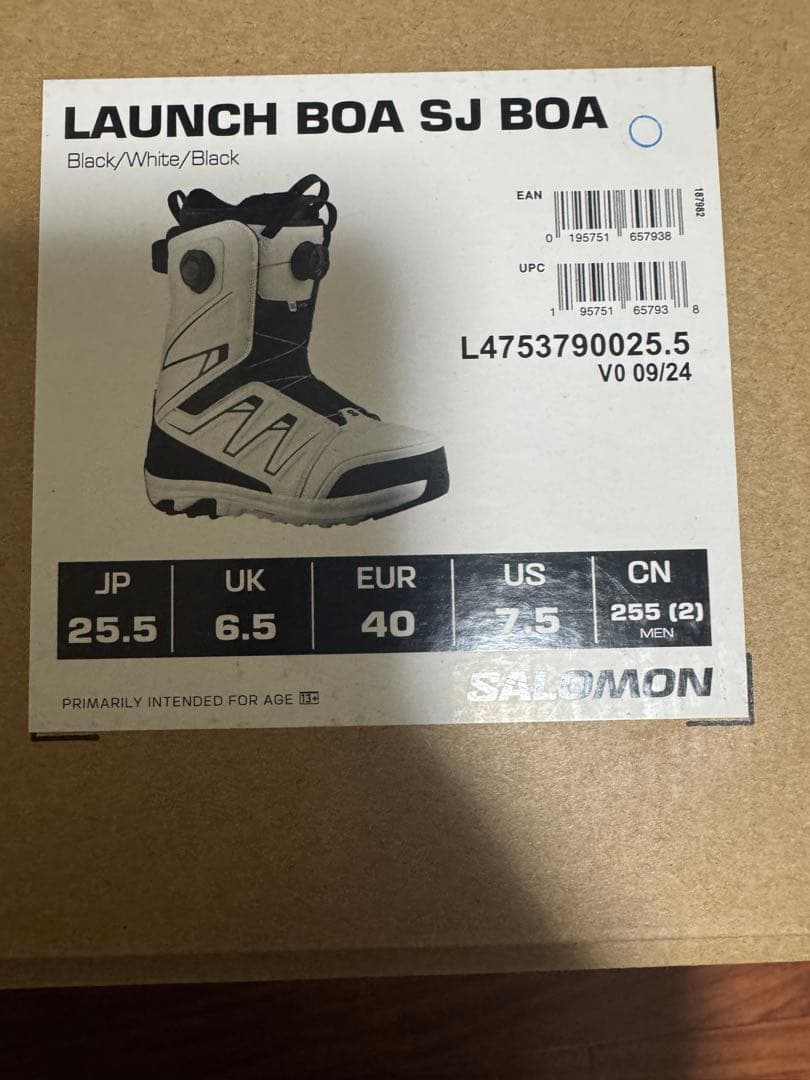 LAUNCH BOA SJ BOA
Black/White/Black
EAN
187982
0 195751 657938
UPC
1 95751 65793 8
L4753790025.5
V0 09/24
JP UK EUR US CN
25.5 6.5 40 7.5 255 (2)
MEN
PRIMARILY INTENDED FOR AGE 13+
SALOMON